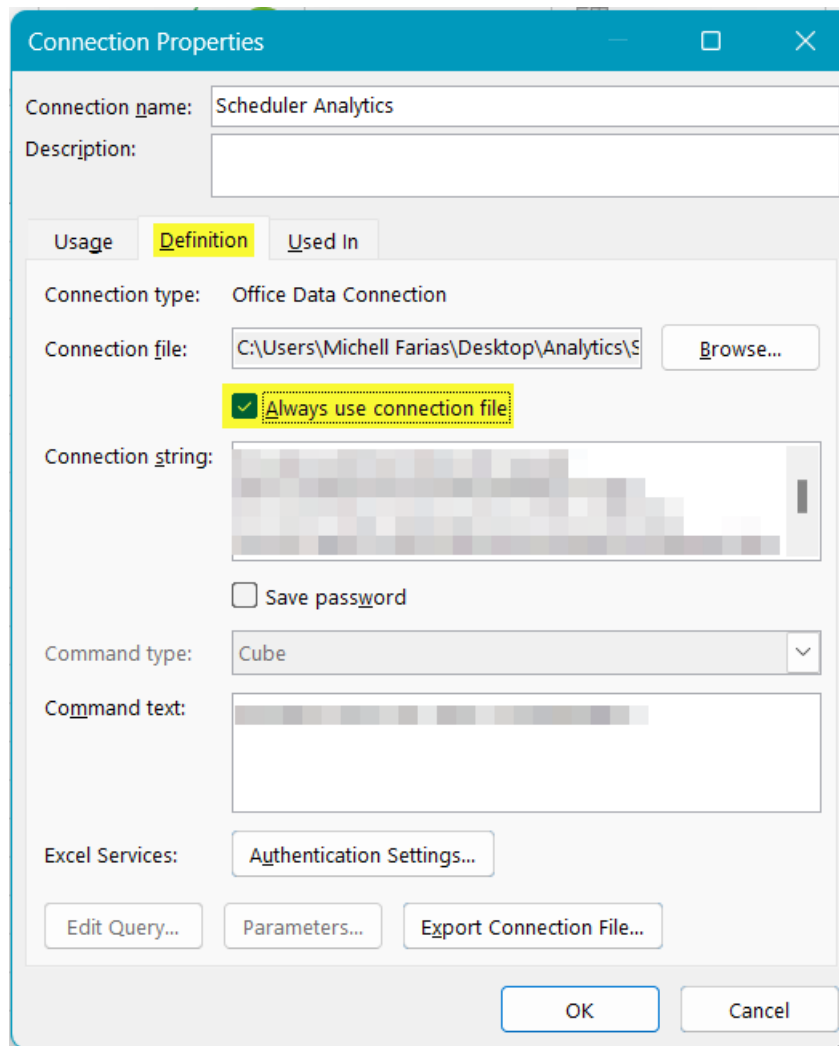 Connection Properties
Connection name: Scheduler Analytics
Description:
Usage Definition Used In
Connection type: Office Data Connection
Connection file: C:\Users\Michell Farias\Desktop\Analytics\S Browse...
Always use connection file
Connection string:
Save password
Command type: Cube
Command text:
Excel Services: Authentication Settings...
Edit Query... Parameters... Export Connection File...
OK Cancel